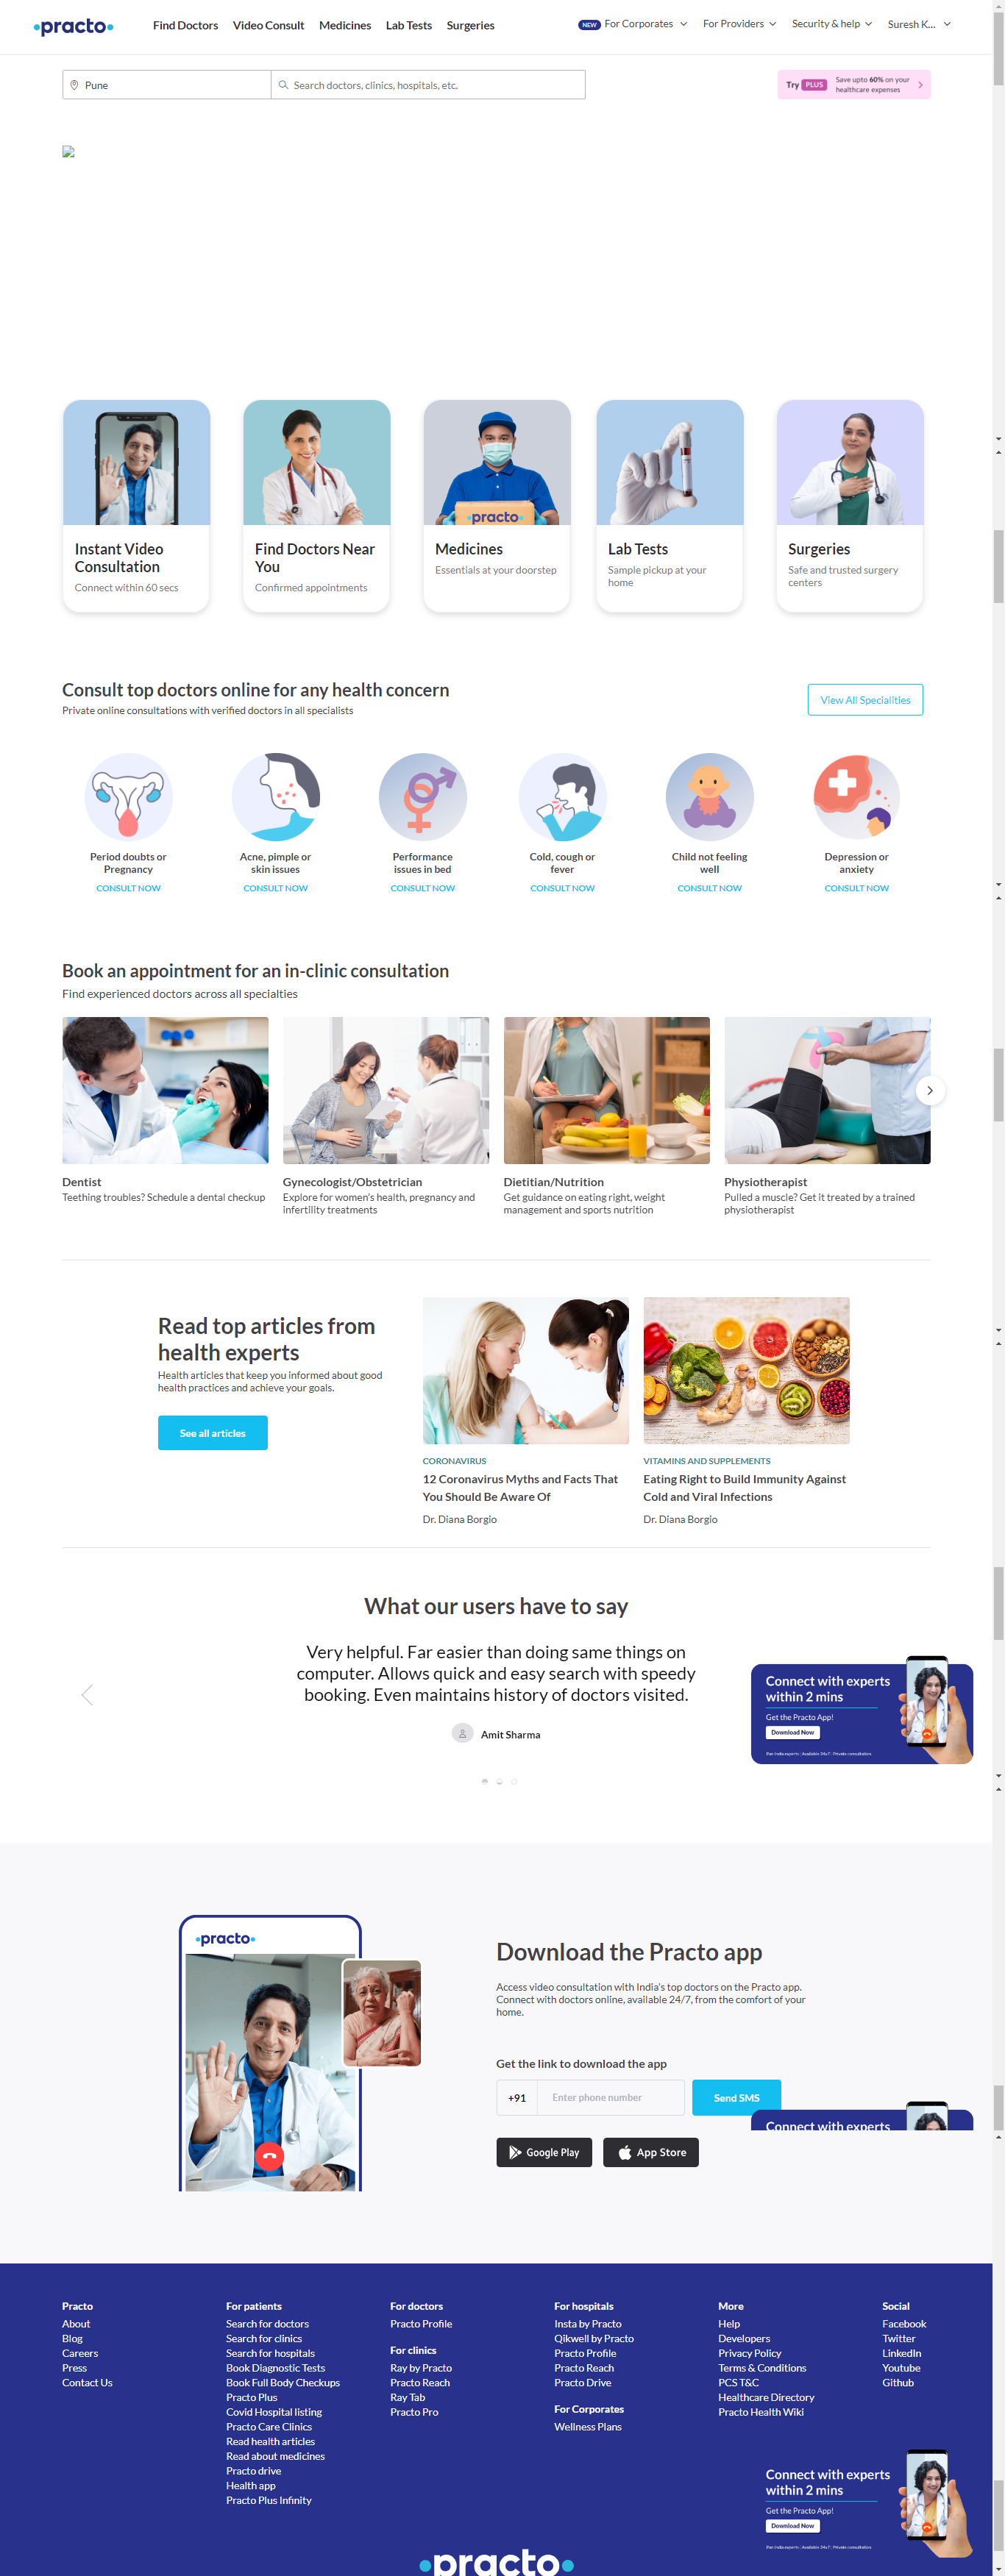 practo
Find Doctors Video Consult Medicines Lab Tests Surgeries
NEW For Corporates For Providers Security & help Suresh K...
Pune
Search doctors, clinics, hospitals, etc.
Try PLUS
Save upto 60% on your
healthcare expenses
practo
Instant Video
Consultation
Connect within 60 secs
Find Doctors Near
You
Confirmed appointments
Medicines
Essentials at your doorstep
Lab Tests
Sample pickup at your
home
Surgeries
Safe and trusted surgery
centers
Consult top doctors online for any health concern
Private online consultations with verified doctors in all specialists
View All Specialities
Period doubts or
Pregnancy
CONSULT NOW
Acne, pimple or
skin issues
CONSULT NOW
Performance
issues in bed
CONSULT NOW
Cold, cough or
fever
CONSULT NOW
Child not feeling
well
CONSULT NOW
Depression or
anxiety
CONSULT NOW
Book an appointment for an in-clinic consultation
Find experienced doctors across all specialties
Dentist
Teething troubles? Schedule a dental checkup
Gynecologist/Obstetrician
Explore for women's health, pregnancy and
infertility treatments
Dietitian/Nutrition
Get guidance on eating right, weight
management and sports nutrition
Physiotherapist
Pulled a muscle? Get it treated by a trained
physiotherapist
Read top articles from
health experts
Health articles that keep you informed about good
health practices and achieve your goals.
See all articles
CORONAVIRUS
12 Coronavirus Myths and Facts That
You Should Be Aware Of
Dr. Diana Borgio
VITAMINS AND SUPPLEMENTS
Eating Right to Build Immunity Against
Cold and Viral Infections
Dr. Diana Borgio
What our users have to say
Very helpful. Far easier than doing same things on
computer. Allows quick and easy search with speedy
booking. Even maintains history of doctors visited.
Amit Sharma
Connect with experts
within 2 mins
Get the Practo App!
Download Now
Pan India experts | Available 24x7 | Private consultation
practo
Download the Practo app
Access video consultation with India's top doctors on the Practo app.
Connect with doctors online, available 24/7, from the comfort of your
home.
Get the link to download the app
+91
Enter phone number
Send SMS
Connect with experts
Google Play
App Store
Practo
About
Blog
Careers
Press
Contact Us
For patients
Search for doctors
Search for clinics
Search for hospitals
Book Diagnostic Tests
Book Full Body Checkups
Practo Plus
Covid Hospital listing
Practo Care Clinics
Read health articles
Read about medicines
Practo drive
Health app
Practo Plus Infinity
For doctors
Practo Profile
For clinics
Ray by Practo
Practo Reach
Ray Tab
Practo Pro
For hospitals
Insta by Practo
Qikwell by Practo
Practo Profile
Practo Reach
Practo Drive
For Corporates
Wellness Plans
More
Help
Developers
Privacy Policy
Terms & Conditions
PCS T&C
Healthcare Directory
Practo Health Wiki
Social
Facebook
Twitter
LinkedIn
Youtube
Github
Connect with experts
within 2 mins
Get the Practo App!
Download Now
Pan India experts | Available 24x7 | Private consultation
practo